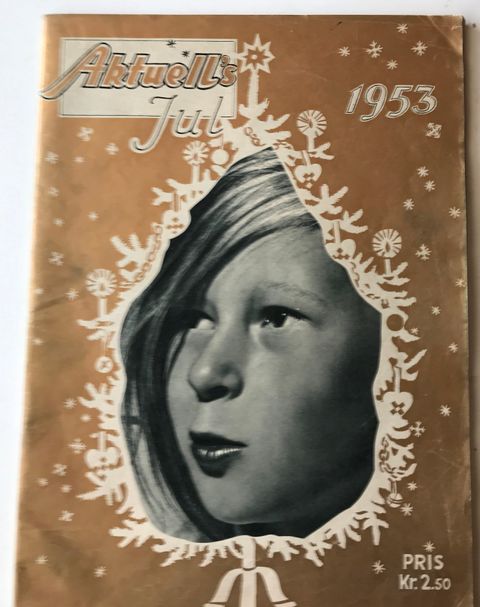 Aktuell's
Jul
1953
PRIS
Kr. 2.50